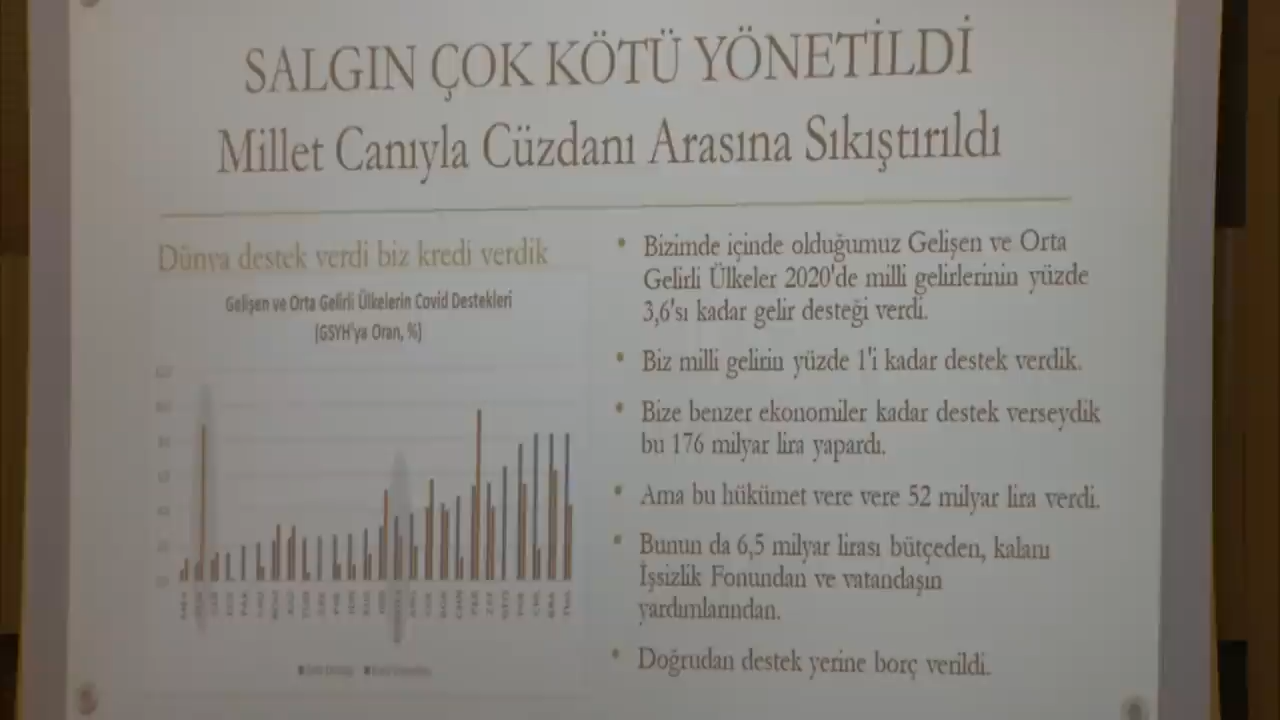 SALGIN ÇOK KÖTÜ YÖNETİLDİ
Millet Canıyla Cüzdanı Arasına Sıkıştırıldı
Dünya destek verdi biz kredi verdik
Gelişen ve Orta Gelirli Ülkelerin Covid Destekleri
(GSYH'ya Oran, %)
• Bizimde içinde olduğumuz Gelişen ve Orta
Gelirli Ülkeler 2020'de milli gelirlerinin yüzde
3,6'sı kadar gelir desteği verdi.
• Biz milli gelirin yüzde 1'i kadar destek verdik.
• Bize benzer ekonomiler kadar destek verseydik
bu 176 milyar lira yapardı.
• Ama bu hükümet vere vere 52 milyar lira verdi.
• Bunun da 6,5 milyar lirası bütçeden, kalanı
İşsizlik Fonundan ve vatandaşın
yardımlarından.
• Doğrudan destek yerine borç verildi.